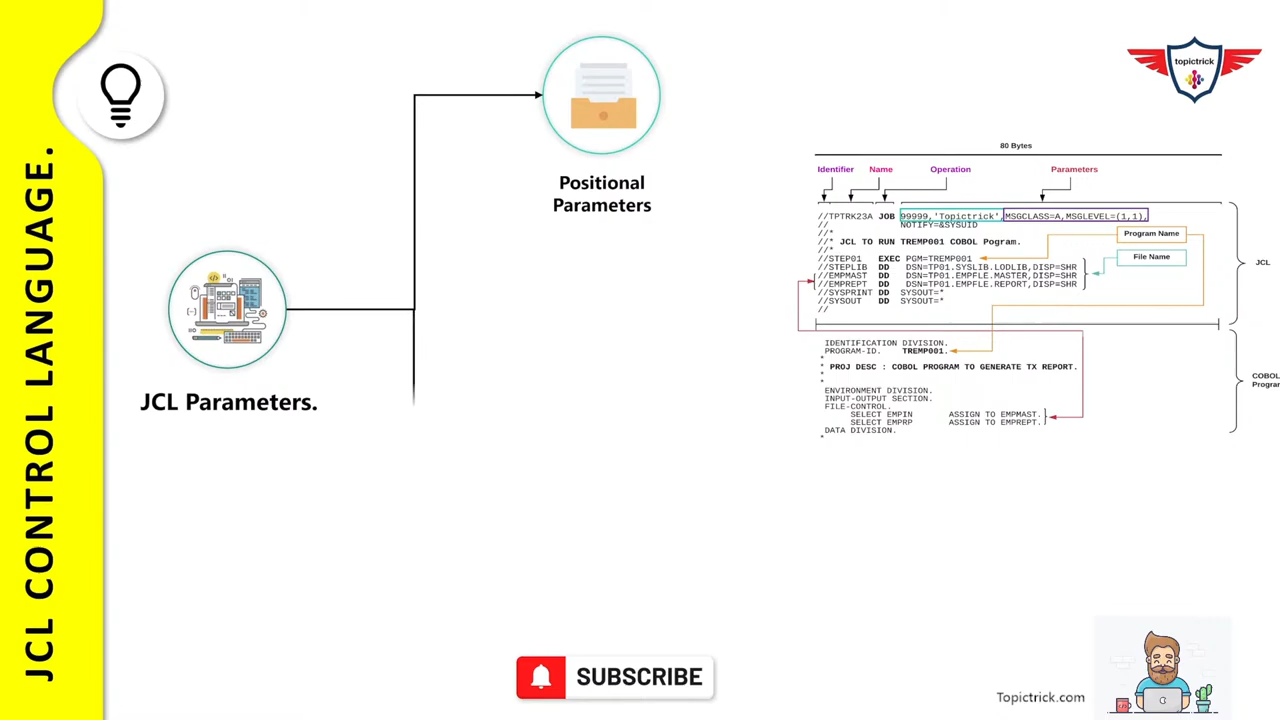 JCL CONTROL LANGUAGE.
Positional
Parameters
JCL Parameters.
topictrick
80 Bytes
Identifier Name Operation Parameters
//TPTRK23A JOB 99999,'Topictrick',MSGCLASS=A,MSGLEVEL=(1,1),
// NOTIFY=&SYSUID
//*
//* JCL TO RUN TREMP001 COBOL Pogram.
//*
//STEP01 EXEC PGM=TREMP001
//STEPLIB DD DSN=TP01.SYSLIB.LODLIB,DISP=SHR
//EMPMAST DD DSN=TP01.EMPFLE.MASTER,DISP=SHR
//EMPREPT DD DSN=TP01.EMPFLE.REPORT,DISP=SHR
//SYSPRINT DD SYSOUT=*
//SYSOUT DD SYSOUT=*
//
Program Name
File Name
JCL
IDENTIFICATION DIVISION.
PROGRAM-ID. TREMP001.
*
* PROJ DESC : COBOL PROGRAM TO GENERATE TX REPORT.
*
*
ENVIRONMENT DIVISION.
INPUT-OUTPUT SECTION.
FILE-CONTROL.
SELECT EMPIN ASSIGN TO EMPMAST.
SELECT EMPRP ASSIGN TO EMPREPT.
DATA DIVISION.
*
COBOL
Program
SUBSCRIBE
Topictrick.com